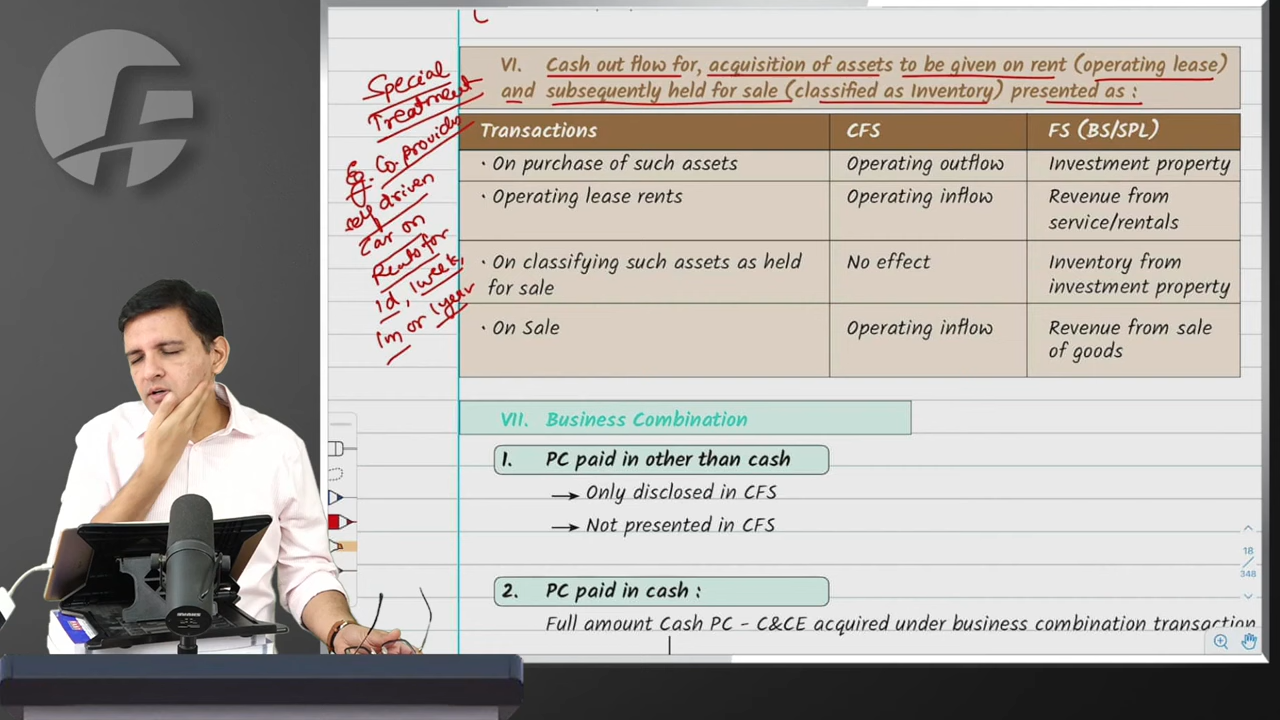 VI. Cash out flow for, acquisition of assets to be given on rent (operating lease)
and subsequently held for sale (classified as Inventory) presented as :
Special
Treatment
Eg. Co. provides
self driven
Car on
Rents for
1d, 1week,
1m or 1year
Transactions CFS FS (BS/SPL)
· On purchase of such assets Operating outflow Investment property
· Operating lease rents Operating inflow Revenue from
service/rentals
· On classifying such assets as held No effect Inventory from
for sale investment property
· On Sale Operating inflow Revenue from sale
of goods
VII. Business Combination
1. PC paid in other than cash
→ Only disclosed in CFS
→ Not presented in CFS
2. PC paid in cash :
Full amount Cash PC - C&CE acquired under business combination transaction
18
348